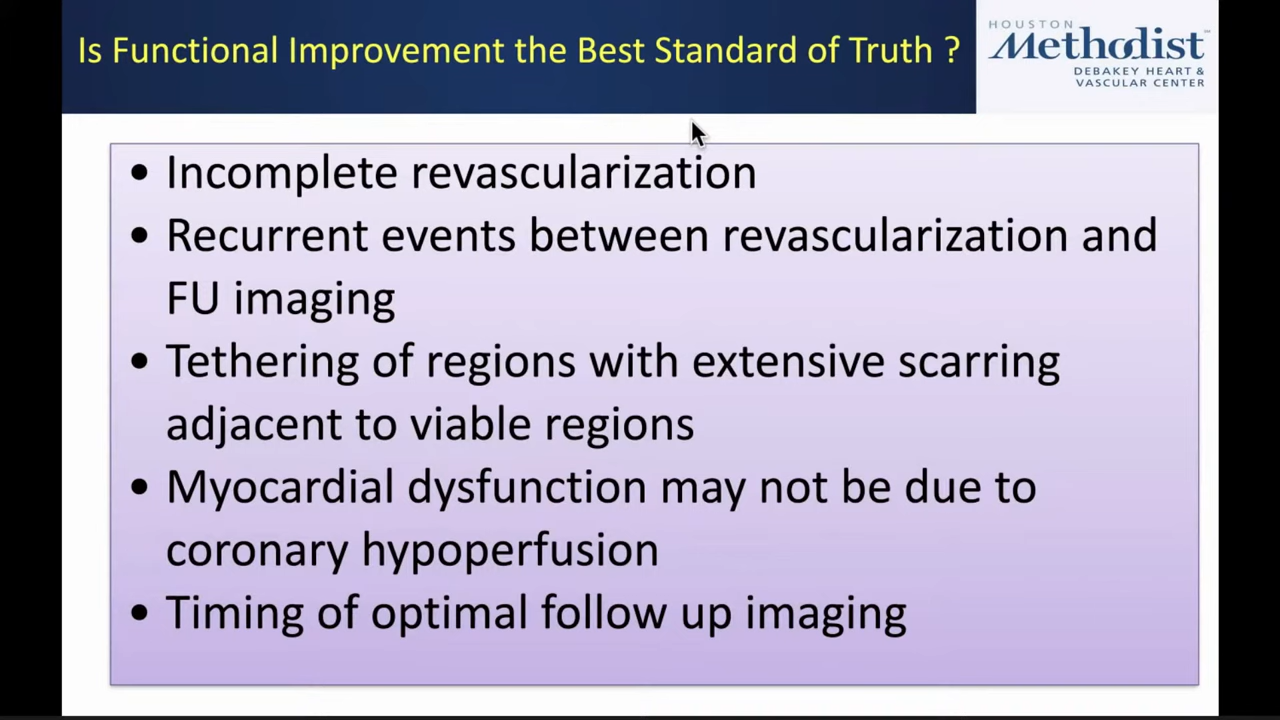 Is Functional Improvement the Best Standard of Truth ?
HOUSTON
Methodist
DEBAKEY HEART &
VASCULAR CENTER
• Incomplete revascularization
• Recurrent events between revascularization and
FU imaging
• Tethering of regions with extensive scarring
adjacent to viable regions
• Myocardial dysfunction may not be due to
coronary hypoperfusion
• Timing of optimal follow up imaging